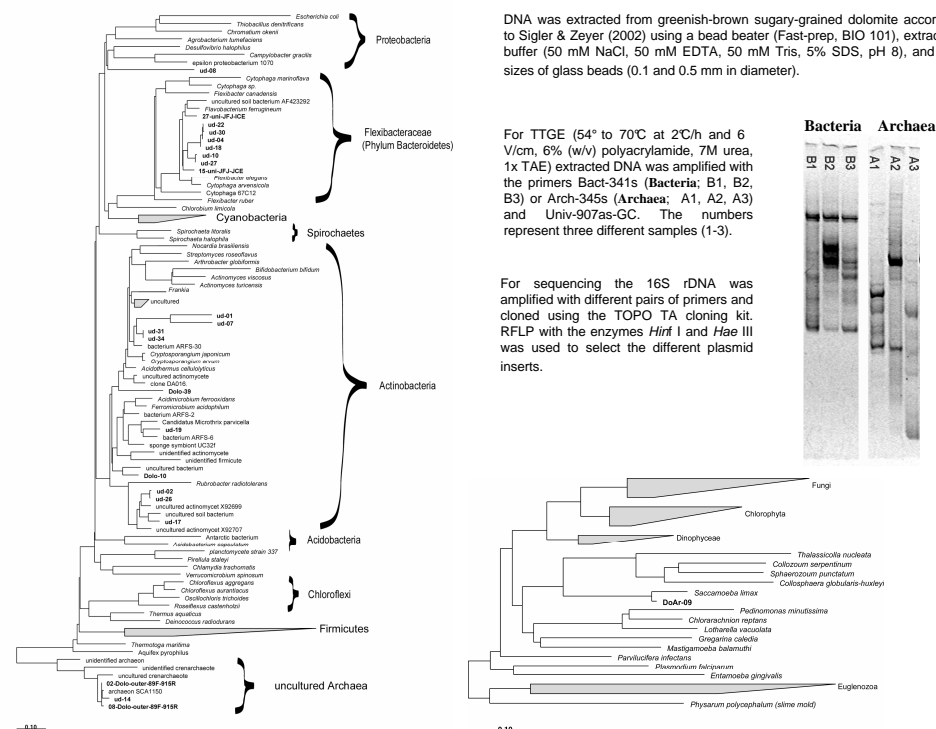 Escherichia coli
Thiobacillus denitrificans
Chromatium okenii
Agrobacterium tumefaciens
Desulfovibrio halophilus
Campylobacter gracilis
epsilon proteobacterium 1070
ud-08
Proteobacteria
Cytophaga marinoflava
Cytophaga sp.
Flexibacter canadensis
uncultured soil bacterium AF423292
Flavobacterium ferrugineum
27-uni-JFJ-ICE
ud-22
ud-30
ud-04
ud-18
ud-10
ud-27
15-uni-JFJ-JCE
Flexibacter elegans
Cytophaga arvensicola
Cytophaga 67C12
Flexibacter ruber
Flexibacteraceae
(Phylum Bacteroidetes)
Chlorobium limicola
Cyanobacteria
Spirochaeta litoralis
Spirochaeta halophila
Spirochaetes
Nocardia brasiliensis
Streptomyces roseoflavus
Arthrobacter globiformis
Bifidobacterium bifidum
Actinomyces viscosus
Actinomyces turicensis
Frankia
uncultured
ud-01
ud-07
ud-31
ud-34
bacterium ARFS-30
Cryptosporangium japonicum
Cryptosporangium arvum
Acidothermus cellulolyticus
uncultured actinomycete
clone DA016.
Dolo-39
Acidimicrobium ferrooxidans
Ferromicrobium acidophilum
bacterium ARFS-2
Candidatus Microthrix parvicella
ud-19
bacterium ARFS-6
sponge symbiont UC32f
unidentified actinomycete
unidentified firmicute
uncultured bacterium
Dolo-10
Rubrobacter radiotolerans
ud-02
ud-26
uncultured actinomycet X92699
uncultured soil bacterium
ud-17
uncultured actinomycet X92707
Actinobacteria
Antarctic bacterium
Acidobacterium capsulatum
Acidobacteria
planctomycete strain 337
Pirellula staleyi
Chlamydia trachomatis
Verrucomicrobium spinosum
Chloroflexus aggregans
Chloroflexus aurantiacus
Oscillochloris trichoides
Roseiflexus castenholzii
Chloroflexi
Thermus aquaticus
Deinococcus radiodurans
Firmicutes
Thermotoga maritima
Aquifex pyrophilus
unidentified archaeon
unidentified crenarchaeote
uncultured crenarchaeote
02-Dolo-outer-89F-915R
archaeon SCA1150
ud-14
08-Dolo-outer-89F-915R
uncultured Archaea
0.10
DNA was extracted from greenish-brown sugary-grained dolomite accor
to Sigler & Zeyer (2002) using a bead beater (Fast-prep, BIO 101), extrac
buffer (50 mM NaCl, 50 mM EDTA, 50 mM Tris, 5% SDS, pH 8), and
sizes of glass beads (0.1 and 0.5 mm in diameter).
For TTGE (54° to 70°C at 2°C/h and 6
V/cm, 6% (w/v) polyacrylamide, 7M urea,
1x TAE) extracted DNA was amplified with
the primers Bact-341s (Bacteria; B1, B2,
B3) or Arch-345s (Archaea; A1, A2, A3)
and Univ-907as-GC. The numbers
represent three different samples (1-3).
For sequencing the 16S rDNA was
amplified with different pairs of primers and
cloned using the TOPO TA cloning kit.
RFLP with the enzymes Hinf I and Hae III
was used to select the different plasmid
inserts.
Bacteria Archaea
B1 B2 B3 A1 A2 A3
Fungi
Chlorophyta
Dinophyceae
Thalassicolla nucleata
Collozoum serpentinum
Sphaerozoum punctatum
Collosphaera globularis-huxleyi
Saccamoeba limax
DoAr-09
Pedinomonas minutissima
Chlorarachnion reptans
Lotharella vacuolata
Gregarina caledia
Mastigamoeba balamuthi
Parvilucifera infectans
Plasmodium falciparum
Entamoeba gingivalis
Euglenozoa
Physarum polycephalum (slime mold)
0.10